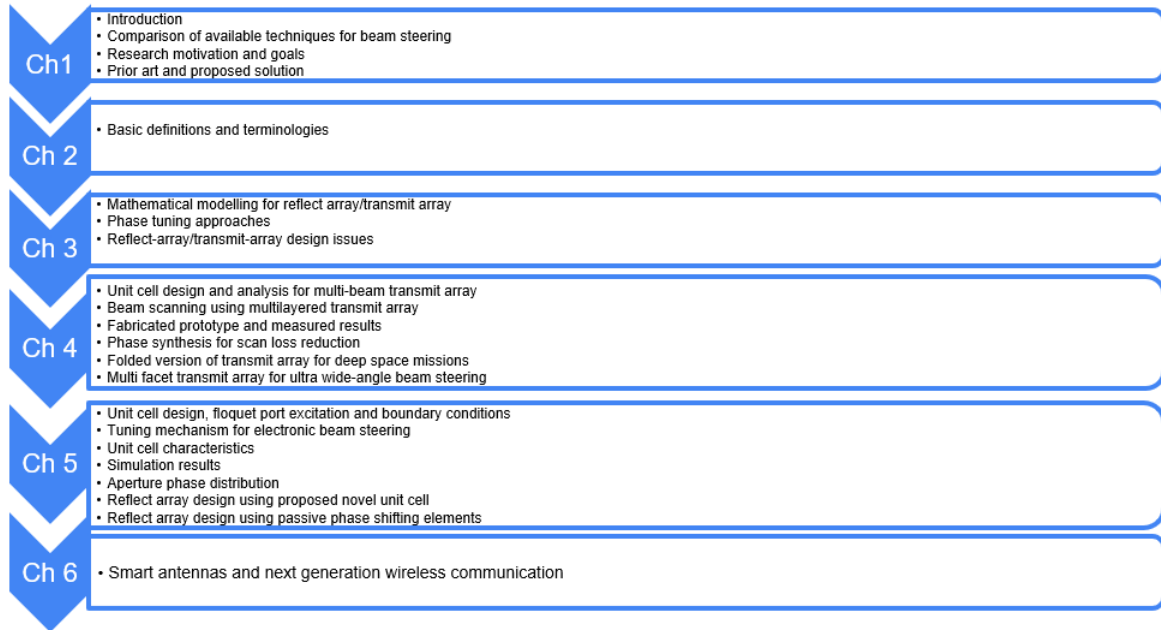 Ch1
• Introduction
• Comparison of available techniques for beam steering
• Research motivation and goals
• Prior art and proposed solution
Ch 2
• Basic definitions and terminologies
Ch 3
• Mathematical modelling for reflect array/transmit array
• Phase tuning approaches
• Reflect-array/transmit-array design issues
Ch 4
• Unit cell design and analysis for multi-beam transmit array
• Beam scanning using multilayered transmit array
• Fabricated prototype and measured results
• Phase synthesis for scan loss reduction
• Folded version of transmit array for deep space missions
• Multi facet transmit array for ultra wide-angle beam steering
Ch 5
• Unit cell design, floquet port excitation and boundary conditions
• Tuning mechanism for electronic beam steering
• Unit cell characteristics
• Simulation results
• Aperture phase distribution
• Reflect array design using proposed novel unit cell
• Reflect array design using passive phase shifting elements
Ch 6
• Smart antennas and next generation wireless communication